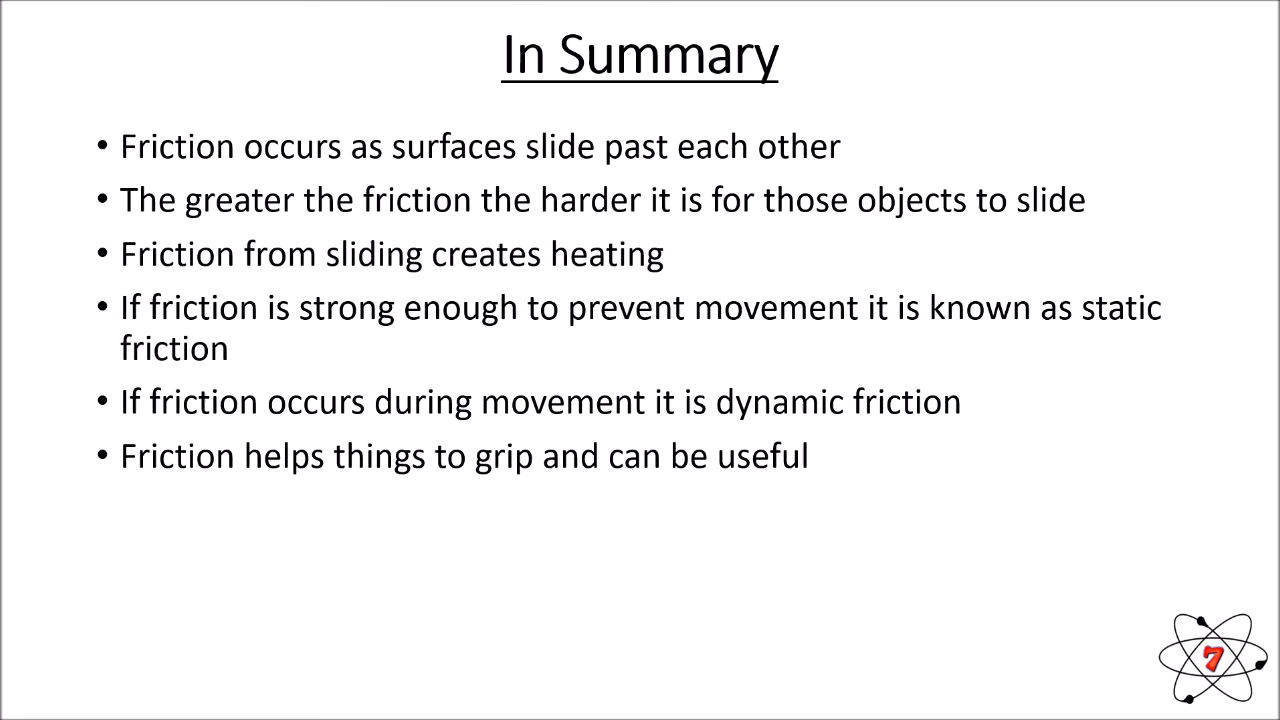 In Summary
• Friction occurs as surfaces slide past each other
• The greater the friction the harder it is for those objects to slide
• Friction from sliding creates heating
• If friction is strong enough to prevent movement it is known as static
friction
• If friction occurs during movement it is dynamic friction
• Friction helps things to grip and can be useful
7